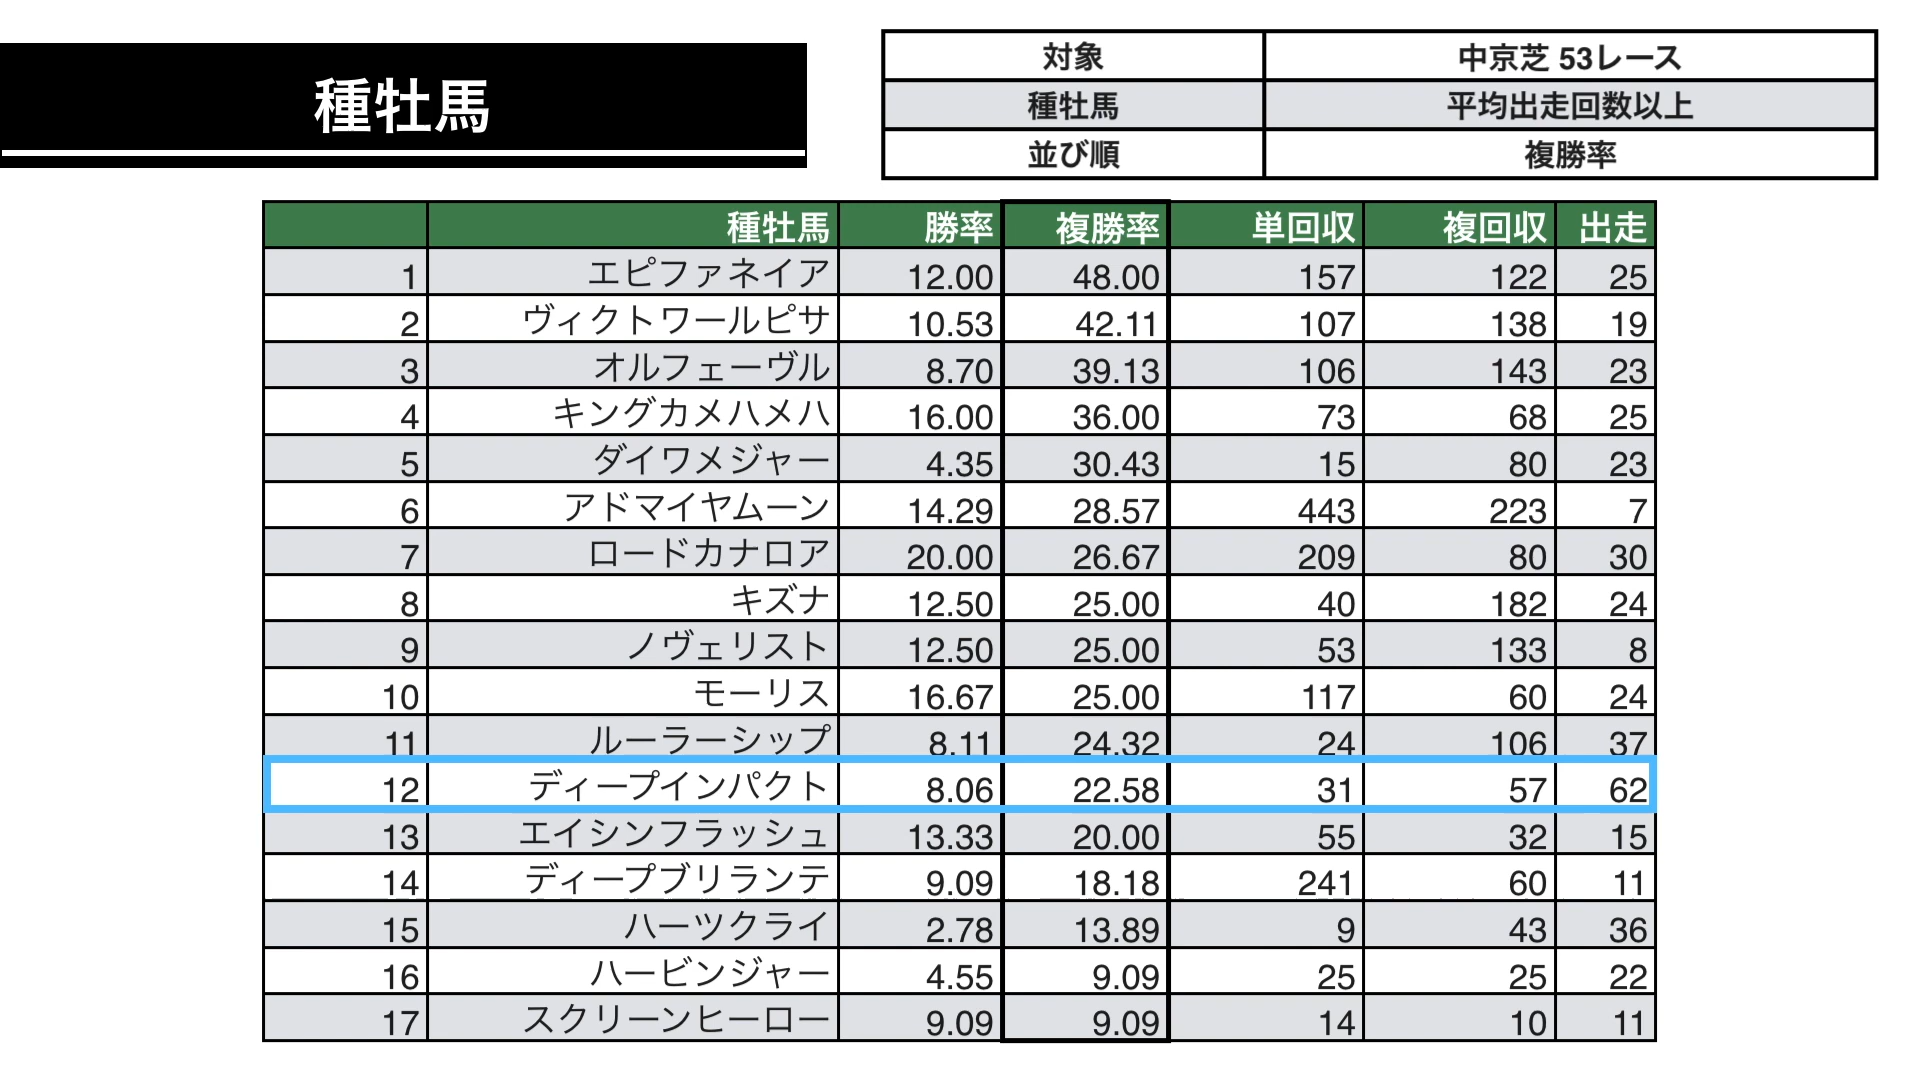 種牡馬
対象 中京芝 53レース
種牡馬 平均出走回数以上
並び順 複勝率
種牡馬 勝率 複勝率 単回収 複回収 出走
1 エピファネイア 12.00 48.00 157 122 25
2 ヴィクトワールピサ 10.53 42.11 107 138 19
3 オルフェーヴル 8.70 39.13 106 143 23
4 キングカメハメハ 16.00 36.00 73 68 25
5 ダイワメジャー 4.35 30.43 15 80 23
6 アドマイヤムーン 14.29 28.57 443 223 7
7 ロードカナロア 20.00 26.67 209 80 30
8 キズナ 12.50 25.00 40 182 24
9 ノヴェリスト 12.50 25.00 53 133 8
10 モーリス 16.67 25.00 117 60 24
11 ルーラーシップ 8.11 24.32 24 106 37
12 ディープインパクト 8.06 22.58 31 57 62
13 エイシンフラッシュ 13.33 20.00 55 32 15
14 ディープブリランテ 9.09 18.18 241 60 11
15 ハーツクライ 2.78 13.89 9 43 36
16 ハービンジャー 4.55 9.09 25 25 22
17 スクリーンヒーロー 9.09 9.09 14 10 11